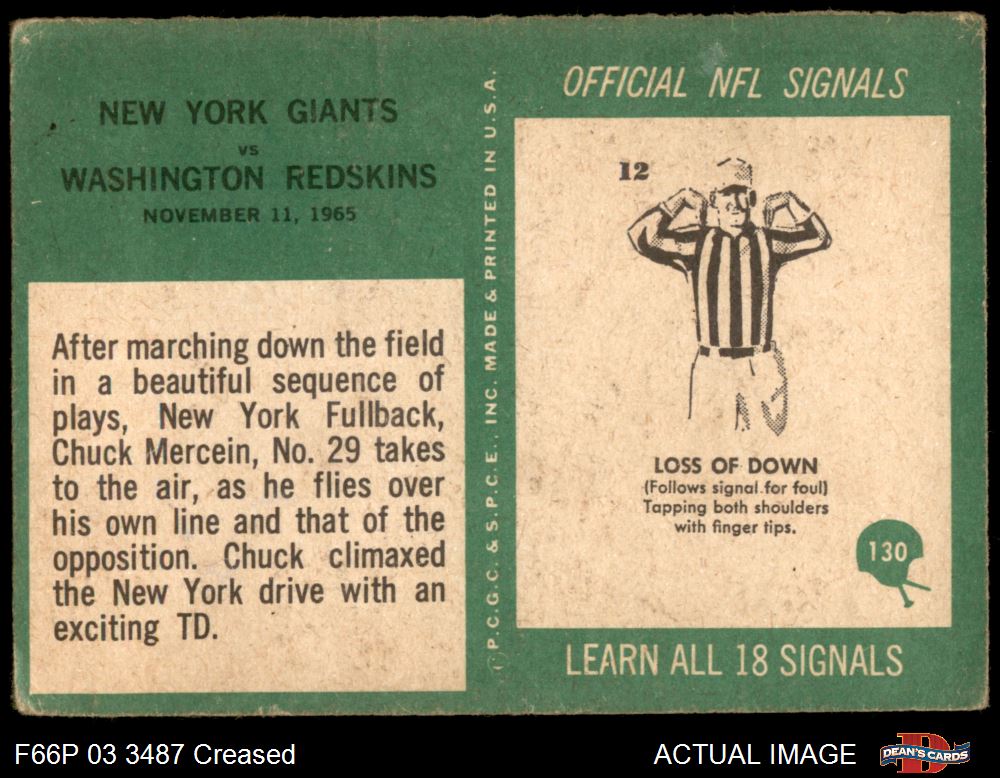 NEW YORK GIANTS
VS
WASHINGTON REDSKINS
NOVEMBER 11, 1965
After marching down the field
in a beautiful sequence of
plays, New York Fullback,
Chuck Mercein, No. 29 takes
to the air, as he flies over
his own line and that of the
opposition. Chuck climaxed
the New York drive with an
exciting TD.
©P.C.G.C. & S.P.C.E., INC. MADE & PRINTED IN U.S.A.
OFFICIAL NFL SIGNALS
12
LOSS OF DOWN
(Follows signal for foul)
Tapping both shoulders
with finger tips.
130
LEARN ALL 18 SIGNALS
F66P 03 3487 Creased
ACTUAL IMAGE
DEAN'S CARDS